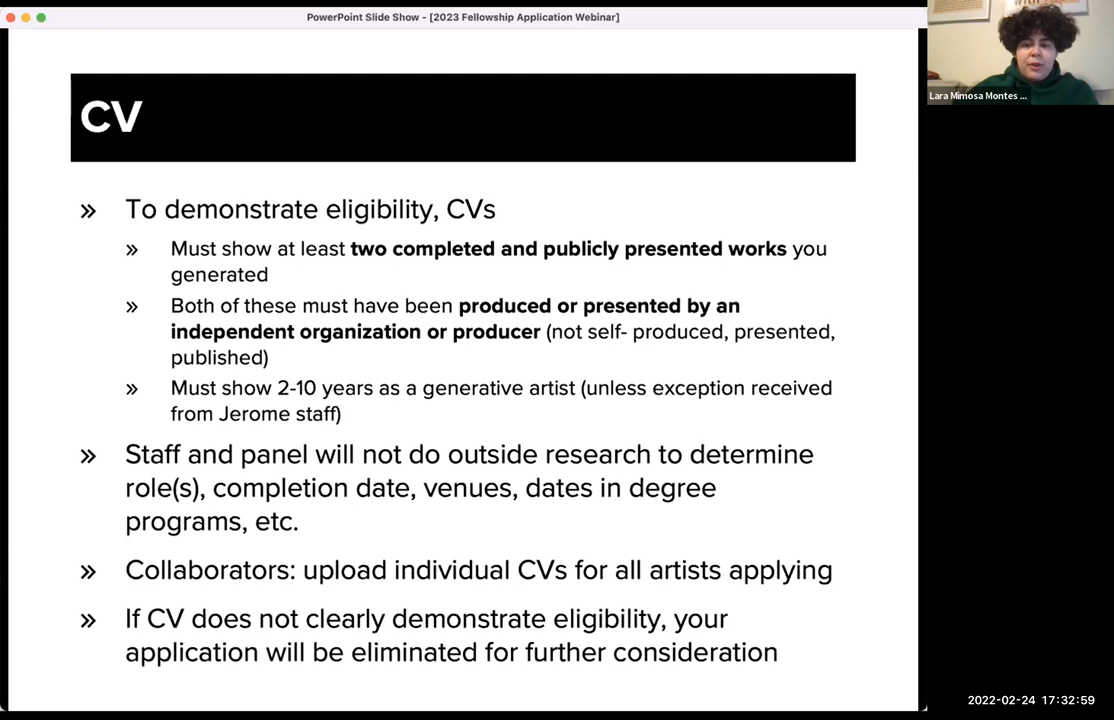 PowerPoint Slide Show - [2023 Fellowship Application Webinar]
CV
» To demonstrate eligibility, CVs
» Must show at least two completed and publicly presented works you
generated
» Both of these must have been produced or presented by an
independent organization or producer (not self- produced, presented,
published)
» Must show 2-10 years as a generative artist (unless exception received
from Jerome staff)
» Staff and panel will not do outside research to determine
role(s), completion date, venues, dates in degree
programs, etc.
» Collaborators: upload individual CVs for all artists applying
» If CV does not clearly demonstrate eligibility, your
application will be eliminated for further consideration
Lara Mimosa Montes ...
2022-02-24 17:32:59